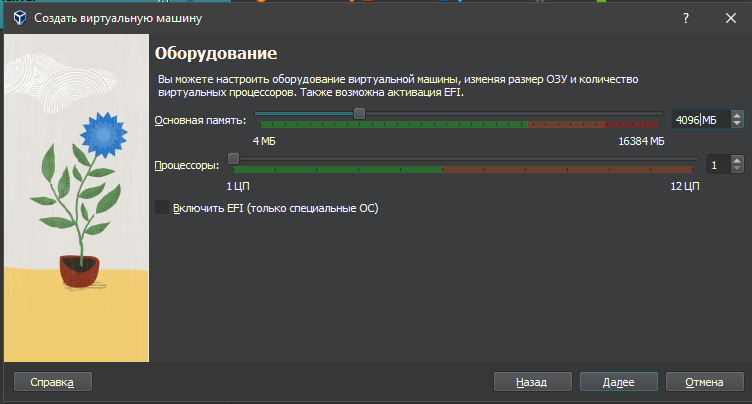 Создать виртуальную машину
?
Оборудование
Вы можете настроить оборудование виртуальной машины, изменяя размер ОЗУ и количество
виртуальных процессоров. Также возможна активация EFI.
Основная память:
4096 МБ
4 МБ
16384 МБ
Процессоры:
1
1 ЦП
12 ЦП
Включить EFI (только специальные ОС)
Справка
Назад
Далее
Отмена